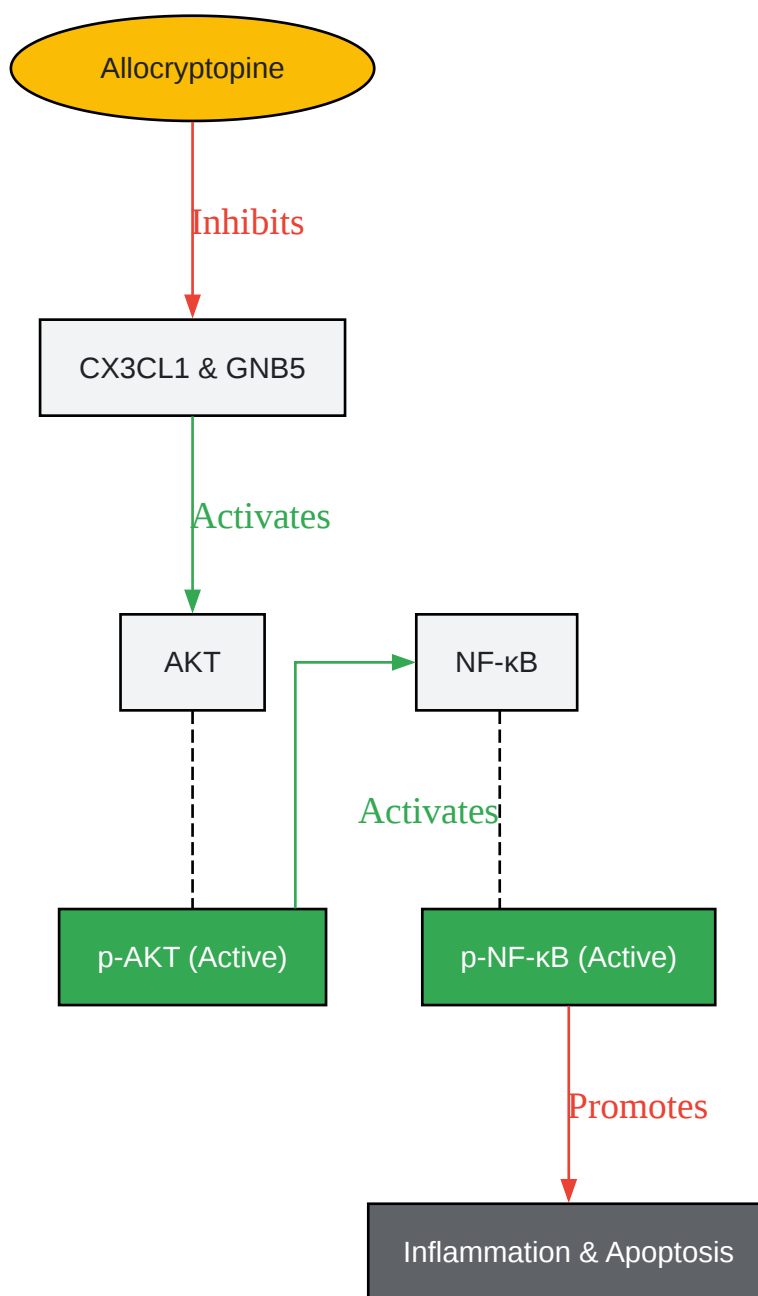 Allocryptopine
Inhibits
CX3CL1 & GNB5
Activates
AKT
NF-κB
Activates
p-AKT (Active)
p-NF-κB (Active)
Promotes
Inflammation & Apoptosis